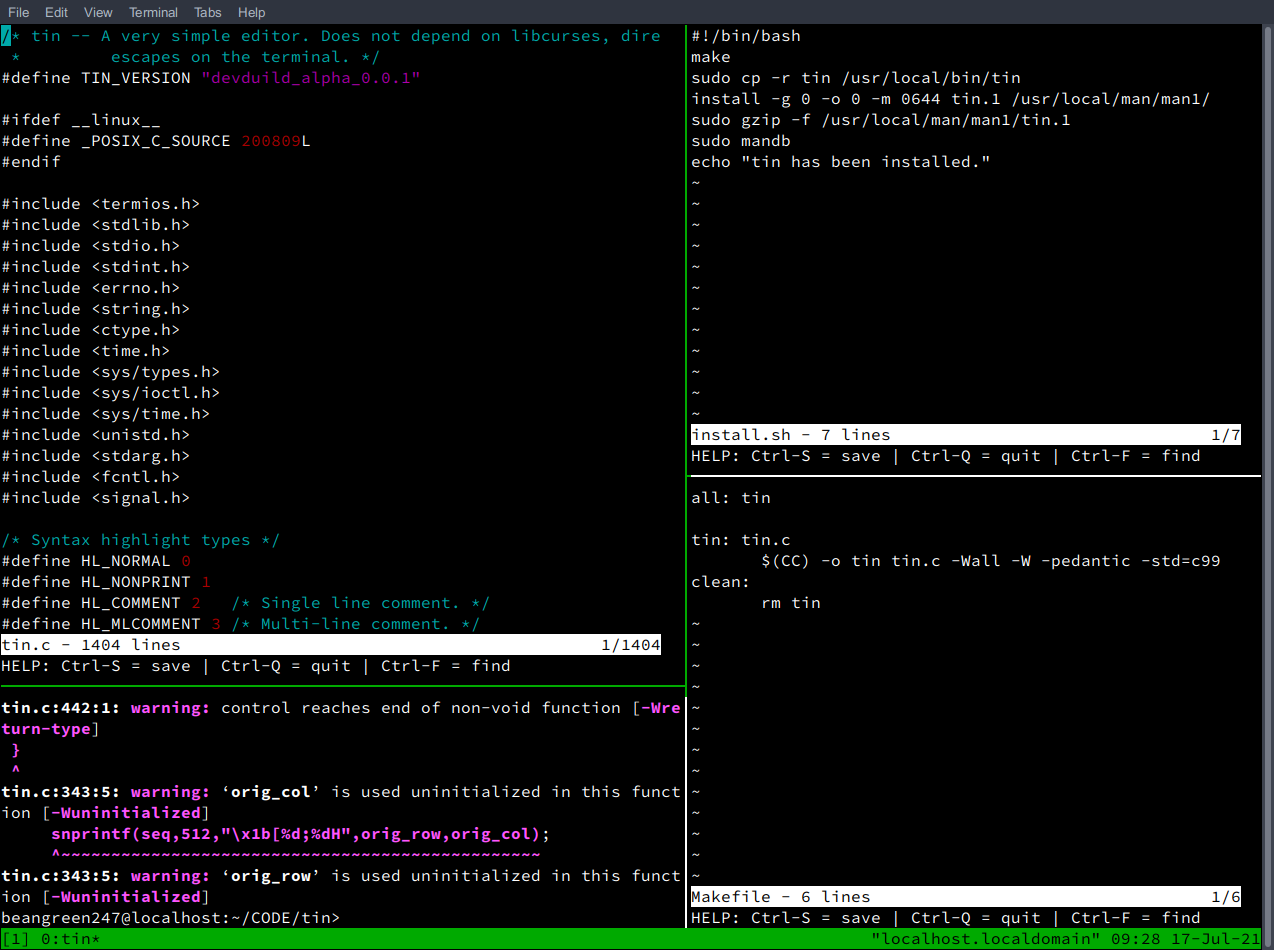 File Edit View Terminal Tabs Help
/* tin -- A very simple editor. Does not depend on libcurses, dire
 *         escapes on the terminal. */
#define TIN_VERSION "devduild_alpha_0.0.1"
#ifdef __linux__
#define _POSIX_C_SOURCE 200809L
#endif
#include <termios.h>
#include <stdlib.h>
#include <stdio.h>
#include <stdint.h>
#include <errno.h>
#include <string.h>
#include <ctype.h>
#include <time.h>
#include <sys/types.h>
#include <sys/ioctl.h>
#include <sys/time.h>
#include <unistd.h>
#include <stdarg.h>
#include <fcntl.h>
#include <signal.h>
/* Syntax highlight types */
#define HL_NORMAL 0
#define HL_NONPRINT 1
#define HL_COMMENT 2   /* Single line comment. */
#define HL_MLCOMMENT 3 /* Multi-line comment. */
tin.c - 1404 lines 1/1404
HELP: Ctrl-S = save | Ctrl-Q = quit | Ctrl-F = find
tin.c:442:1: warning: control reaches end of non-void function [-Wre
turn-type]
 }
 ^
tin.c:343:5: warning: ‘orig_col’ is used uninitialized in this funct
ion [-Wuninitialized]
     snprintf(seq,512,"\x1b[%d;%dH",orig_row,orig_col);
     ^~~~~~~~~~~~~~~~~~~~~~~~~~~~~~~~~~~~~~~~~~~~~~~~~
tin.c:343:5: warning: ‘orig_row’ is used uninitialized in this funct
ion [-Wuninitialized]
beangreen247@localhost:~/CODE/tin>
#!/bin/bash
make
sudo cp -r tin /usr/local/bin/tin
install -g 0 -o 0 -m 0644 tin.1 /usr/local/man/man1/
sudo gzip -f /usr/local/man/man1/tin.1
sudo mandb
echo "tin has been installed."
~
~
~
~
~
~
~
~
~
~
~
~
install.sh - 7 lines 1/7
HELP: Ctrl-S = save | Ctrl-Q = quit | Ctrl-F = find
all: tin
tin: tin.c
       $(CC) -o tin tin.c -Wall -W -pedantic -std=c99
clean:
       rm tin
~
~
~
~
~
~
~
~
~
~
~
~
~
Makefile - 6 lines 1/6
HELP: Ctrl-S = save | Ctrl-Q = quit | Ctrl-F = find
[1] 0:tin* "localhost.localdomain" 09:28 17-Jul-21